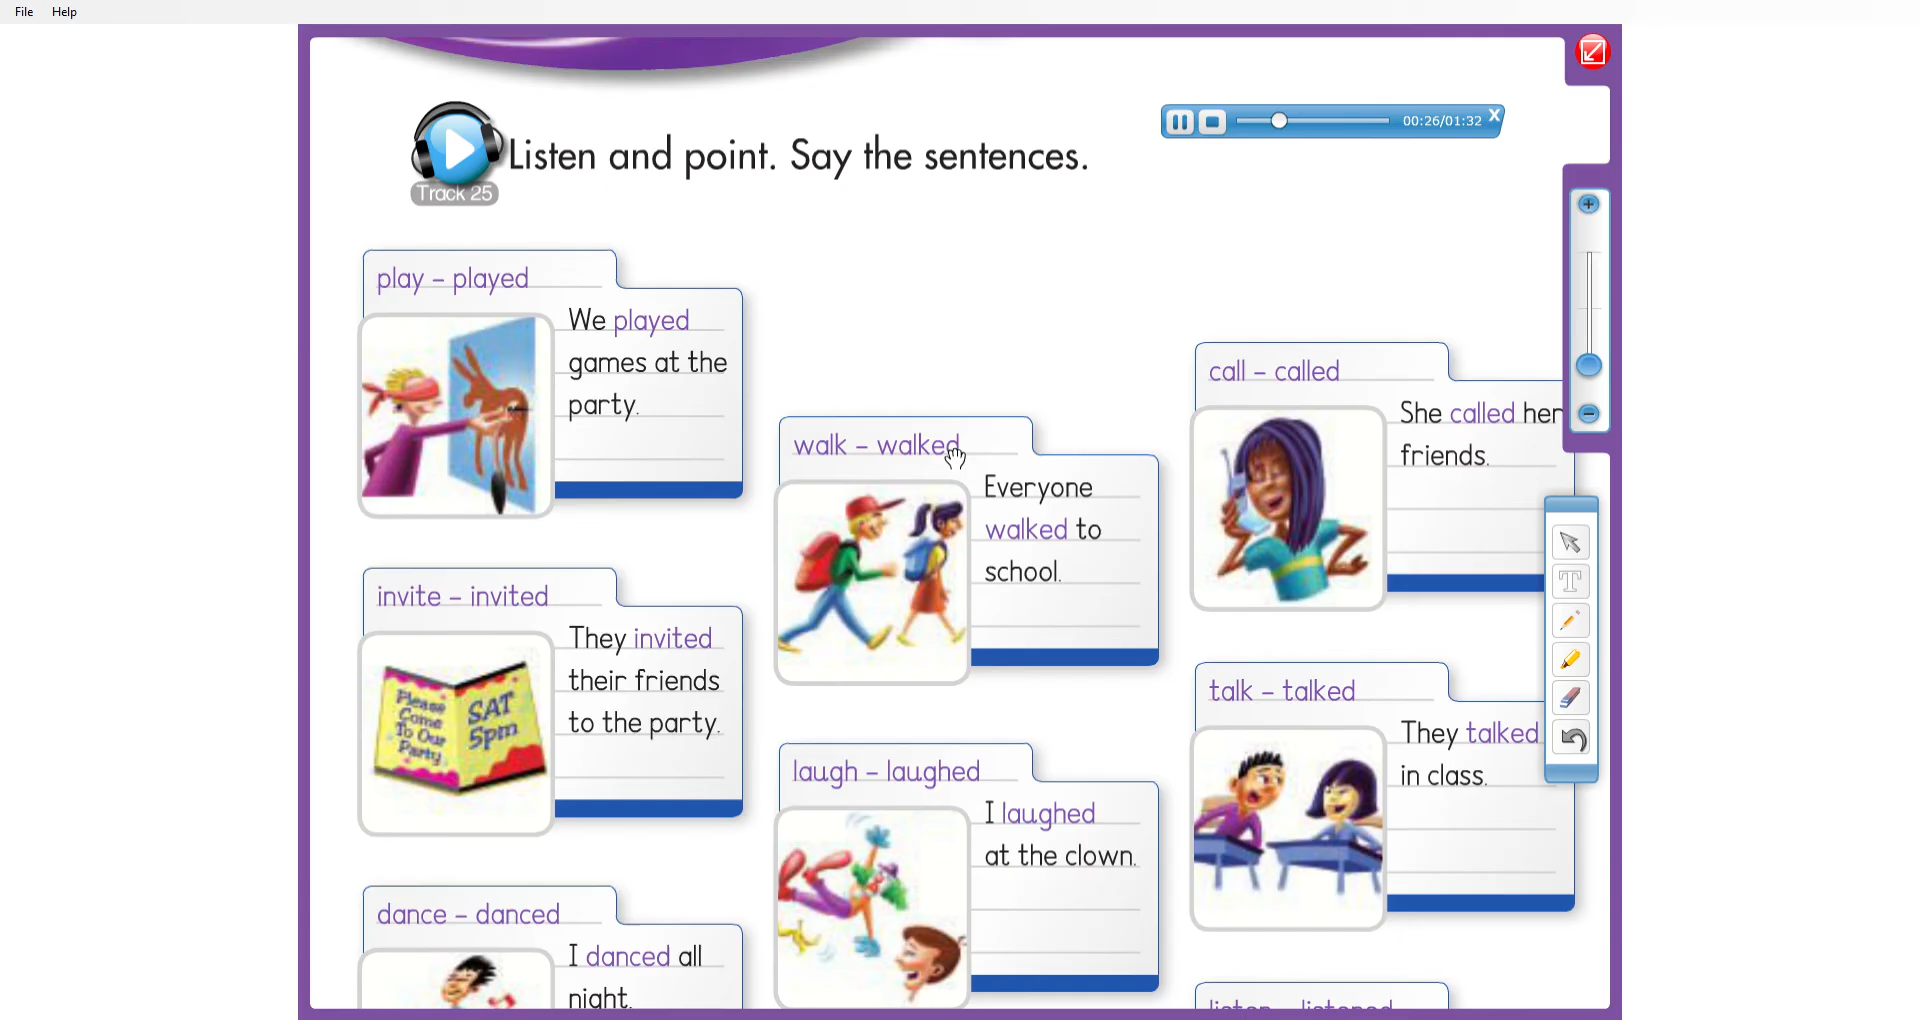 File Help
00:26/01:32 X
Listen and point. Say the sentences.
Track 25
play – played
We played
games at the
party.
invite – invited
They invited
their friends
to the party.
Please
Come
To Our
Party
SAT
5pm
dance – danced
I danced all
night.
walk – walked
Everyone
walked to
school.
laugh – laughed
I laughed
at the clown.
call – called
She called her
friends.
talk – talked
They talked
in class.
listen – listened
T